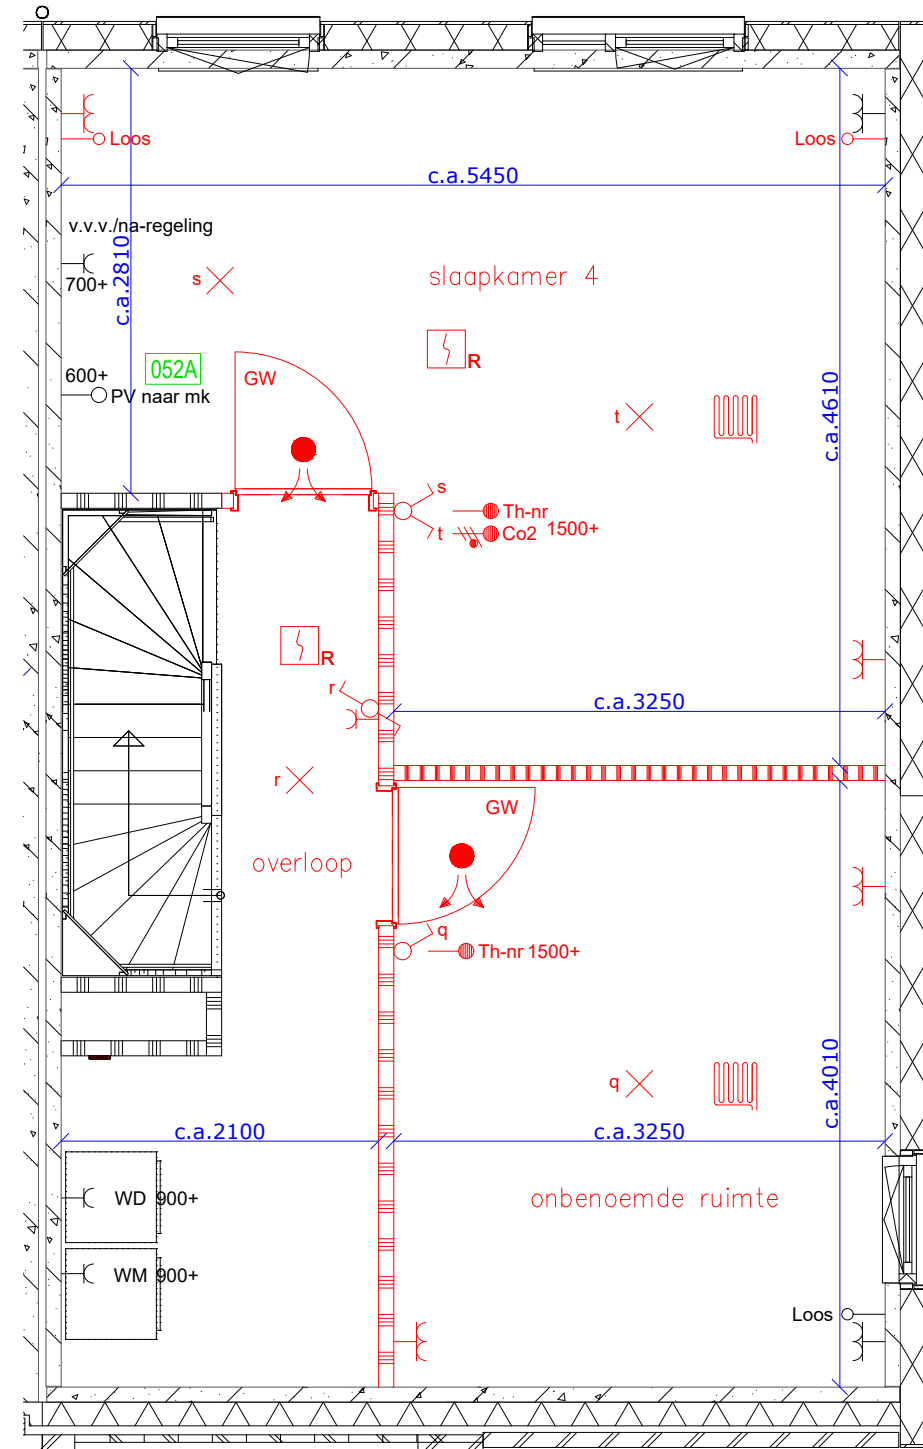 Loos
Loos
c.a.5450
v.v.v./na-regeling
700+
c.a.2810
s
slaapkamer 4
R
600+
052A
PV naar mk
GW
t
c.a.4610
s
Th-nr
t
Co2 1500+
R
r
c.a.3250
r
GW
overloop
q
Th-nr 1500+
q
c.a.4010
c.a.2100
c.a.3250
WD 900+
onbenoemde ruimte
WM 900+
Loos